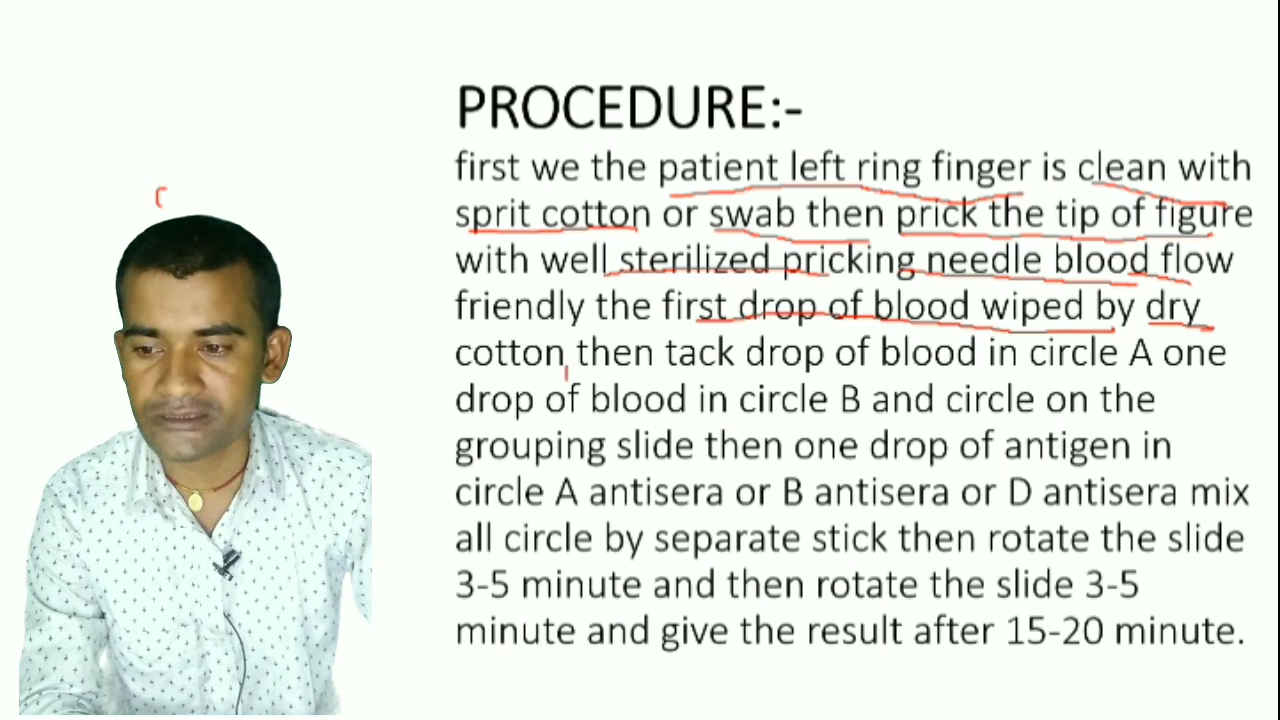 PROCEDURE:-
first we the patient left ring finger is clean with
sprit cotton or swab then prick the tip of figure
with well sterilized pricking needle blood flow
friendly the first drop of blood wiped by dry
cotton then tack drop of blood in circle A one
drop of blood in circle B and circle on the
grouping slide then one drop of antigen in
circle A antisera or B antisera or D antisera mix
all circle by separate stick then rotate the slide
3-5 minute and then rotate the slide 3-5
minute and give the result after 15-20 minute.